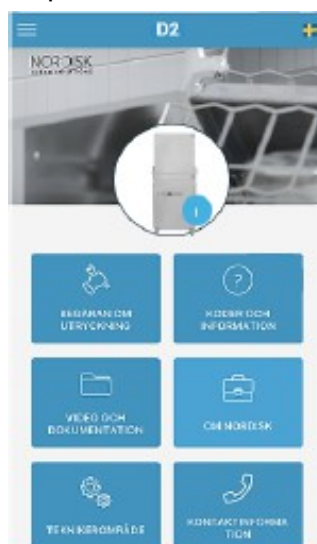 D2
NORDISK
i
BEGÄRAN OM
UTRYCKNING
?
KODER OCH
INFORMATION
VIDEO OCH
DOKUMENTATION
OM NORDISK
TEKNIKEROMRÅDE
KONTAKTINFORMA
TION